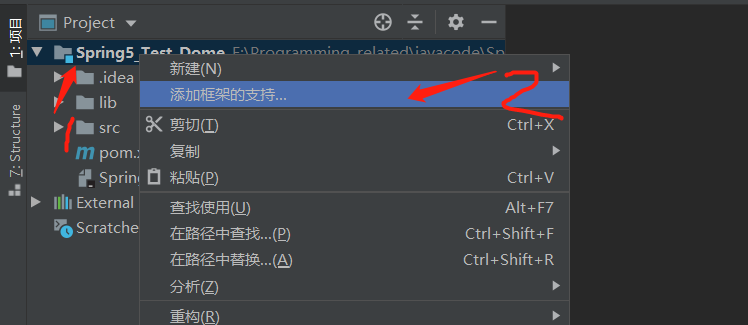 1: 项目
Project
Spring5_Test_Dome E:\Programming_related\javacode\Sp
.idea
lib
src
pom.x
Spring
External
Scratche
Z: Structure
新建(N)
添加框架的支持...
2
剪切(T) Ctrl+X
复制
粘贴(P) Ctrl+V
查找使用(U) Alt+F7
在路径中查找...(P) Ctrl+Shift+F
在路径中替换...(A) Ctrl+Shift+R
分析(Z)
重构(R)